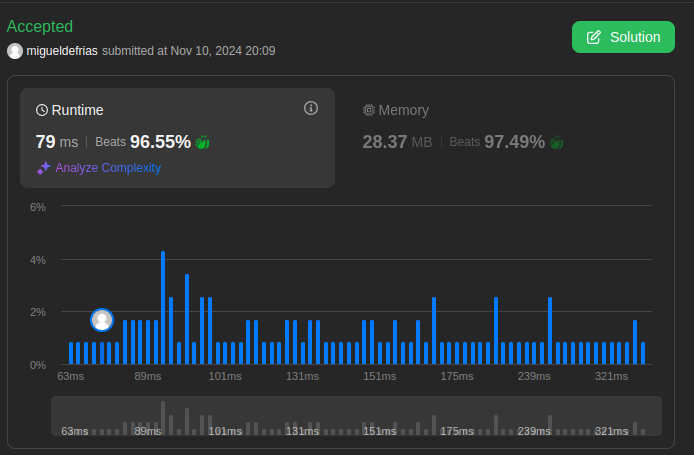 Accepted
migueldefrias submitted at Nov 10, 2024 20:09
Solution
Runtime
79 ms | Beats 96.55%
Analyze Complexity
Memory
28.37 MB | Beats 97.49%
6%
4%
2%
0%
63ms 89ms 101ms 131ms 151ms 175ms 239ms 321ms
63ms 89ms 101ms 131ms 151ms 175ms 239ms 321ms